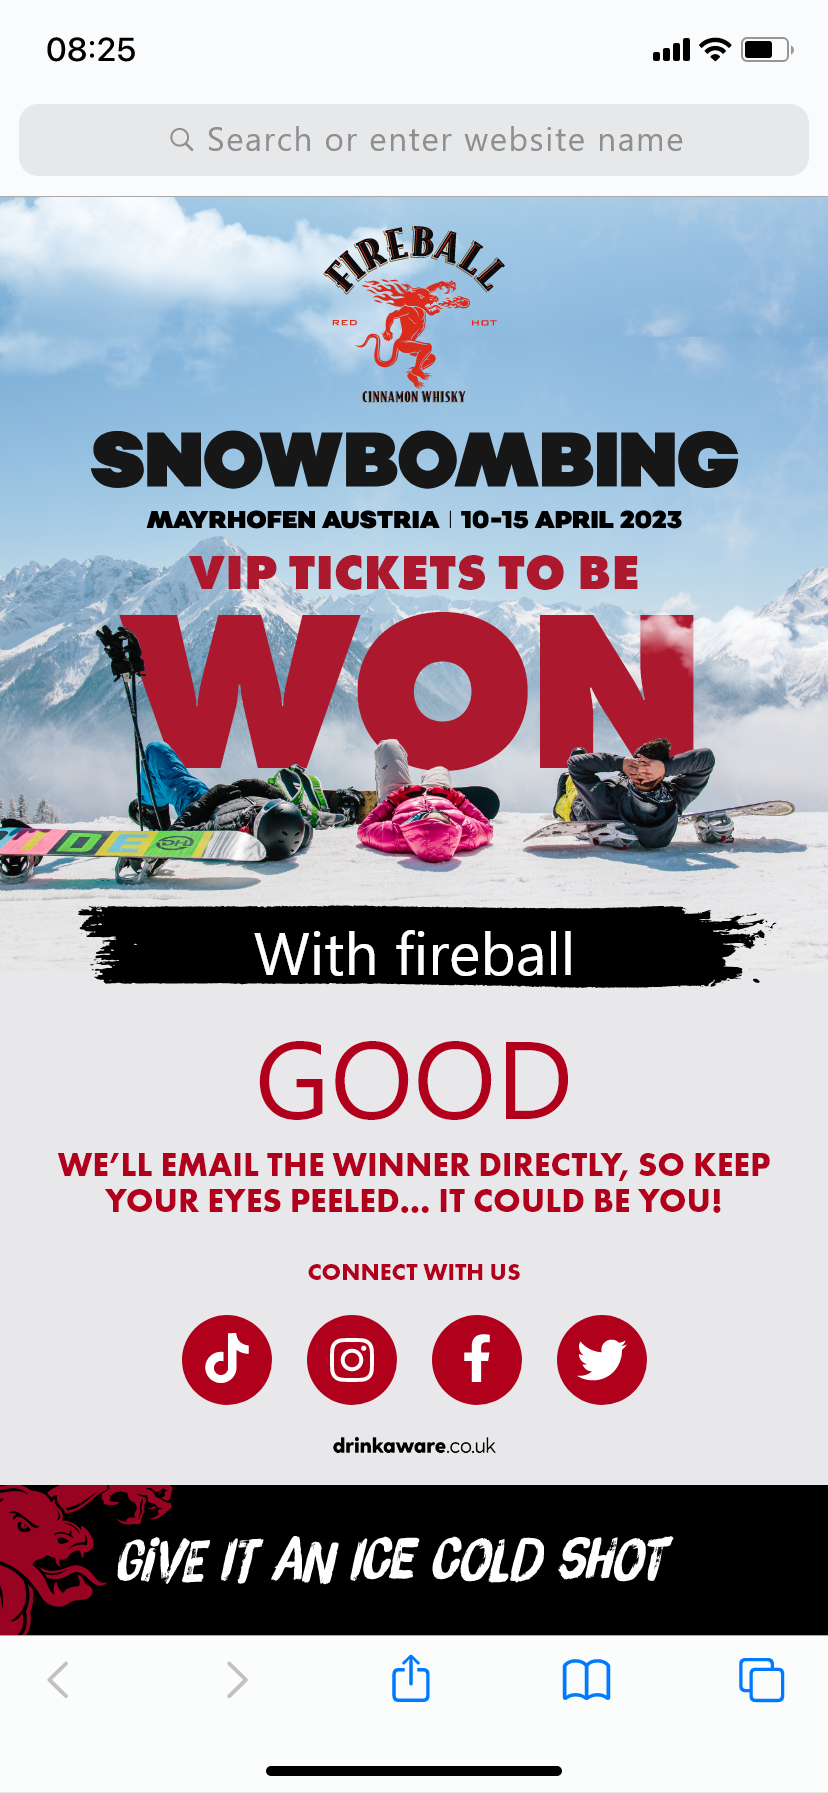 08:25
Search or enter website name
FIREBALL
RED HOT
CINNAMON WHISKY
SNOWBOMBING
MAYRHOFEN AUSTRIA | 10-15 APRIL 2023
VIP TICKETS TO BE
WON
IDE DH
With fireball
GOOD
WE'LL EMAIL THE WINNER DIRECTLY, SO KEEP
YOUR EYES PEELED... IT COULD BE YOU!
CONNECT WITH US
drinkaware.co.uk
GIVE IT AN ICE COLD SHOT